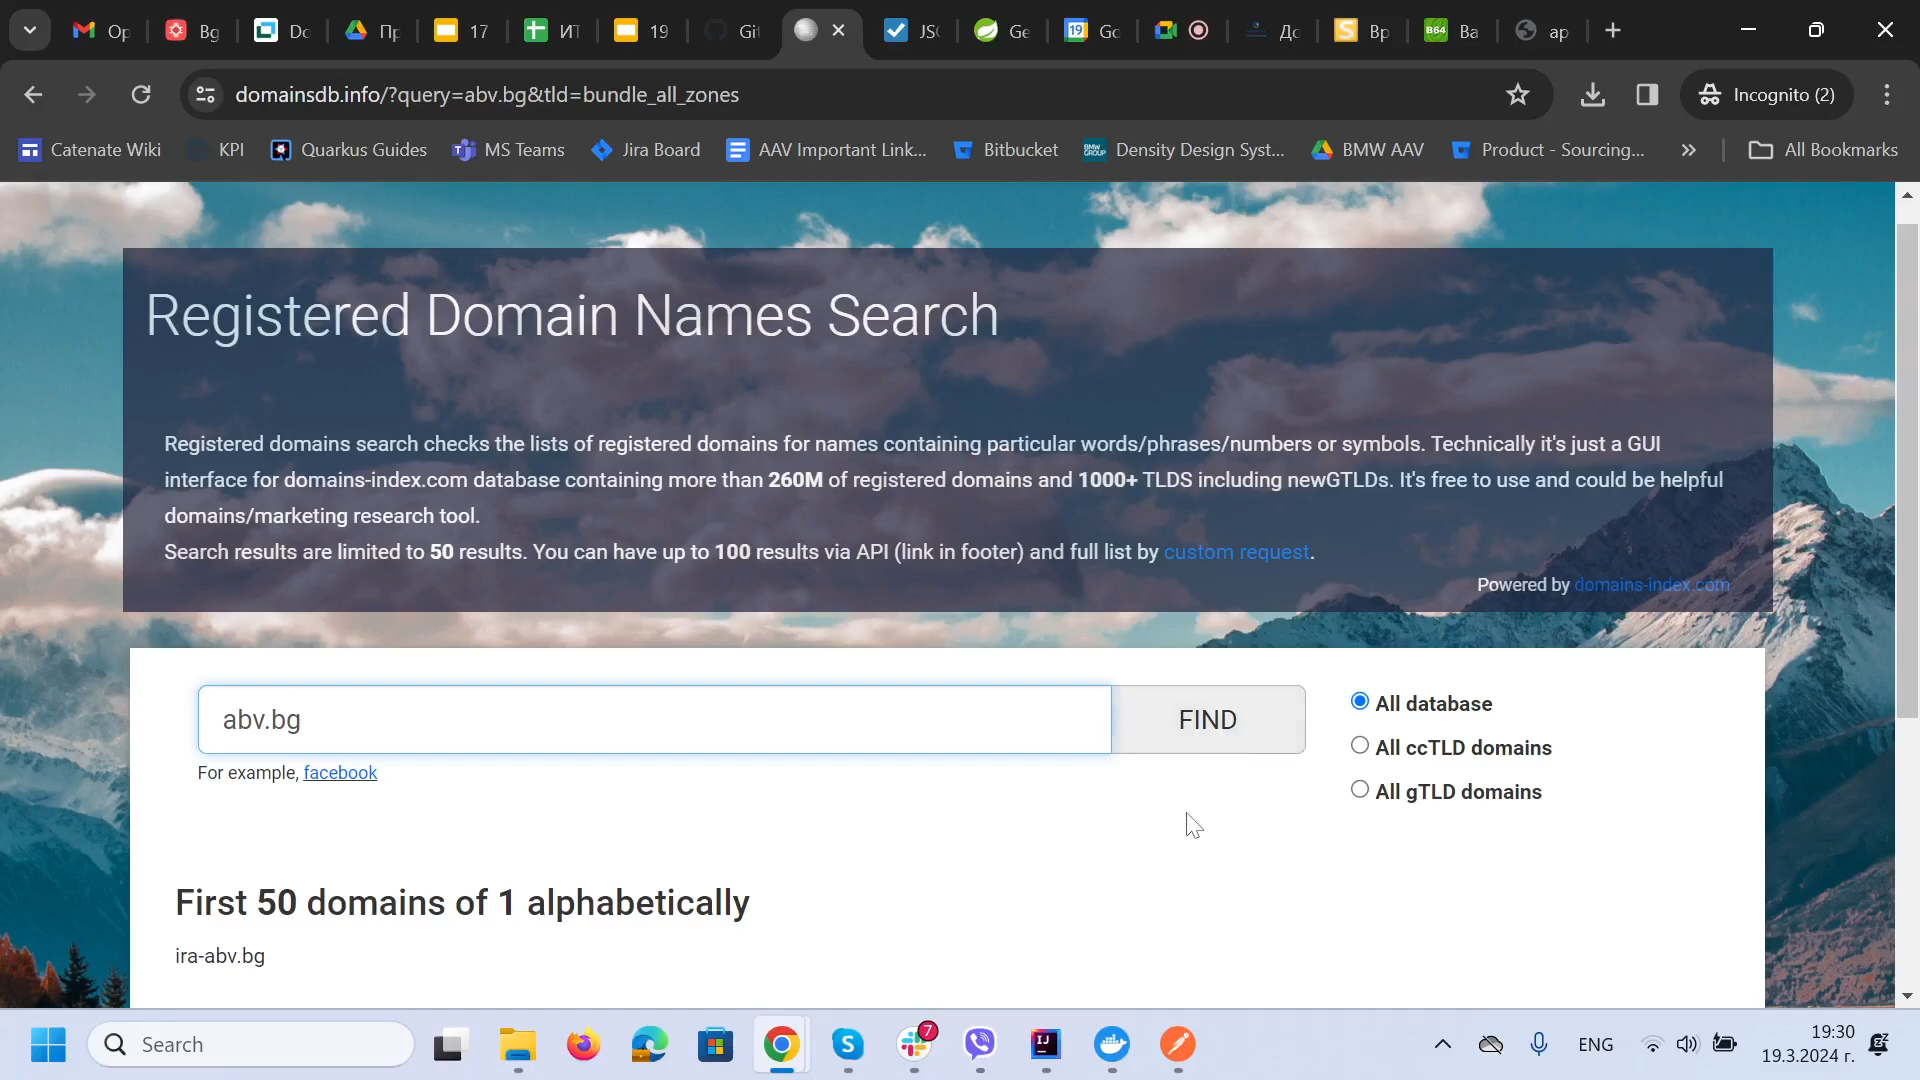 Op
Bg
Dc
Пр
17
ИТ
19
Git
JSC
Ge
Gc
Дс
Вр
Ba
ap
domainsdb.info/?query=abv.bg&tld=bundle_all_zones
Incognito (2)
Catenate Wiki
KPI
Quarkus Guides
MS Teams
Jira Board
AAV Important Link...
Bitbucket
Density Design Syst...
BMW AAV
Product - Sourcing...
All Bookmarks
Registered Domain Names Search
Registered domains search checks the lists of registered domains for names containing particular words/phrases/numbers or symbols. Technically it's just a GUI
interface for domains-index.com database containing more than 260M of registered domains and 1000+ TLDS including newGTLDs. It's free to use and could be helpful
domains/marketing research tool.
Search results are limited to 50 results. You can have up to 100 results via API (link in footer) and full list by custom request.
Powered by domains-index.com
abv.bg
FIND
For example, facebook
All database
All ccTLD domains
All gTLD domains
First 50 domains of 1 alphabetically
ira-abv.bg
Search
7
ENG
19:30
19.3.2024 г.